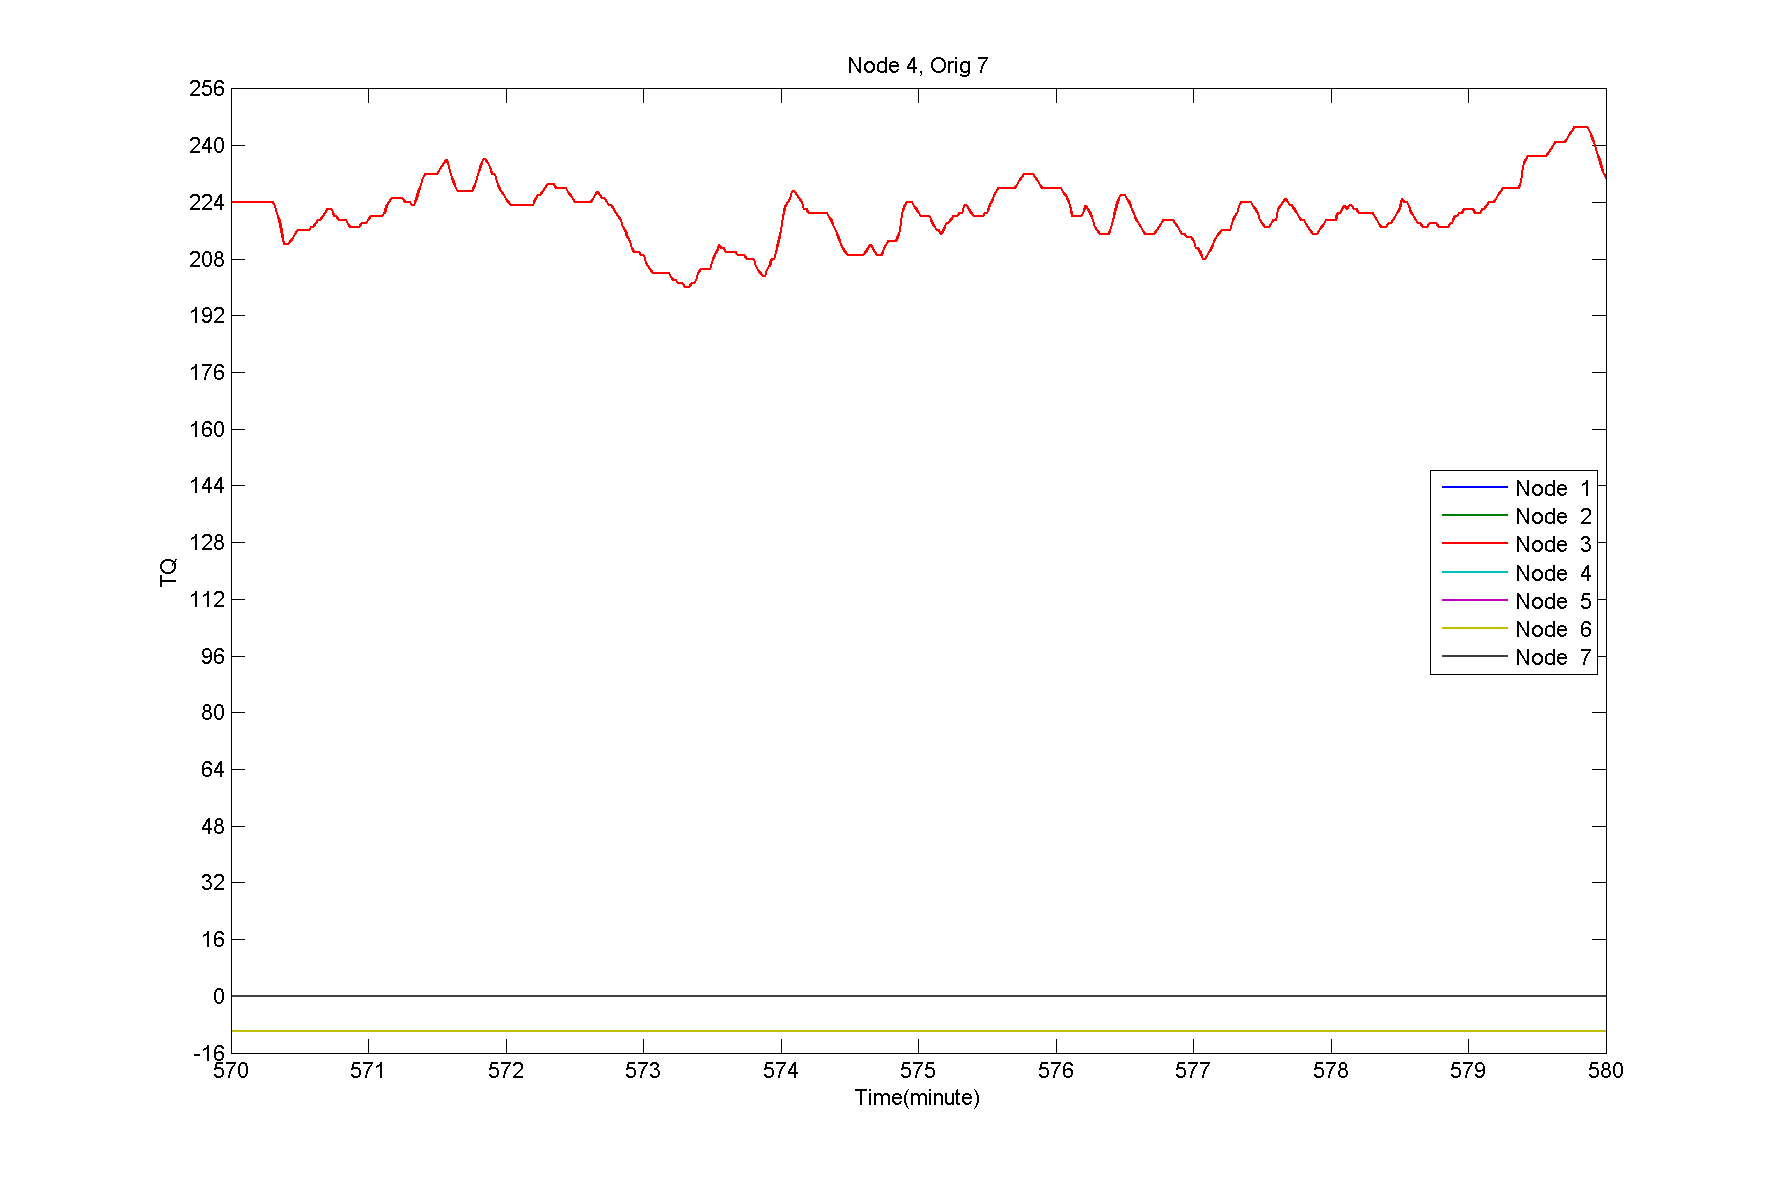 Node 4, Orig 7
256
240
224
208
192
176
160
144
128
112
96
80
64
48
32
16
0
-16
TQ
Node 1
Node 2
Node 3
Node 4
Node 5
Node 6
Node 7
570 571 572 573 574 575 576 577 578 579 580
Time(minute)